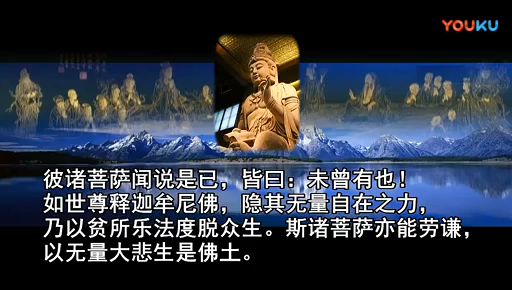 YOUKU
彼诸菩萨闻说是已，皆曰：未曾有也！
如世尊释迦牟尼佛，隐其无量自在之力，
乃以贫所乐法度脱众生。斯诸菩萨亦能劳谦，
以无量大悲生是佛土。